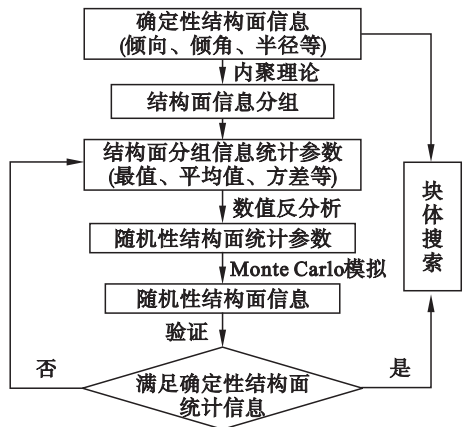 确定性结构面信息
(倾向、倾角、半径等)
内聚理论
结构面信息分组
结构面分组信息统计参数
(最值、平均值、方差等)
数值反分析
随机性结构面统计参数
Monte Carlo模拟
随机性结构面信息
验证
否
满足确定性结构面
统计信息
是
块体搜索